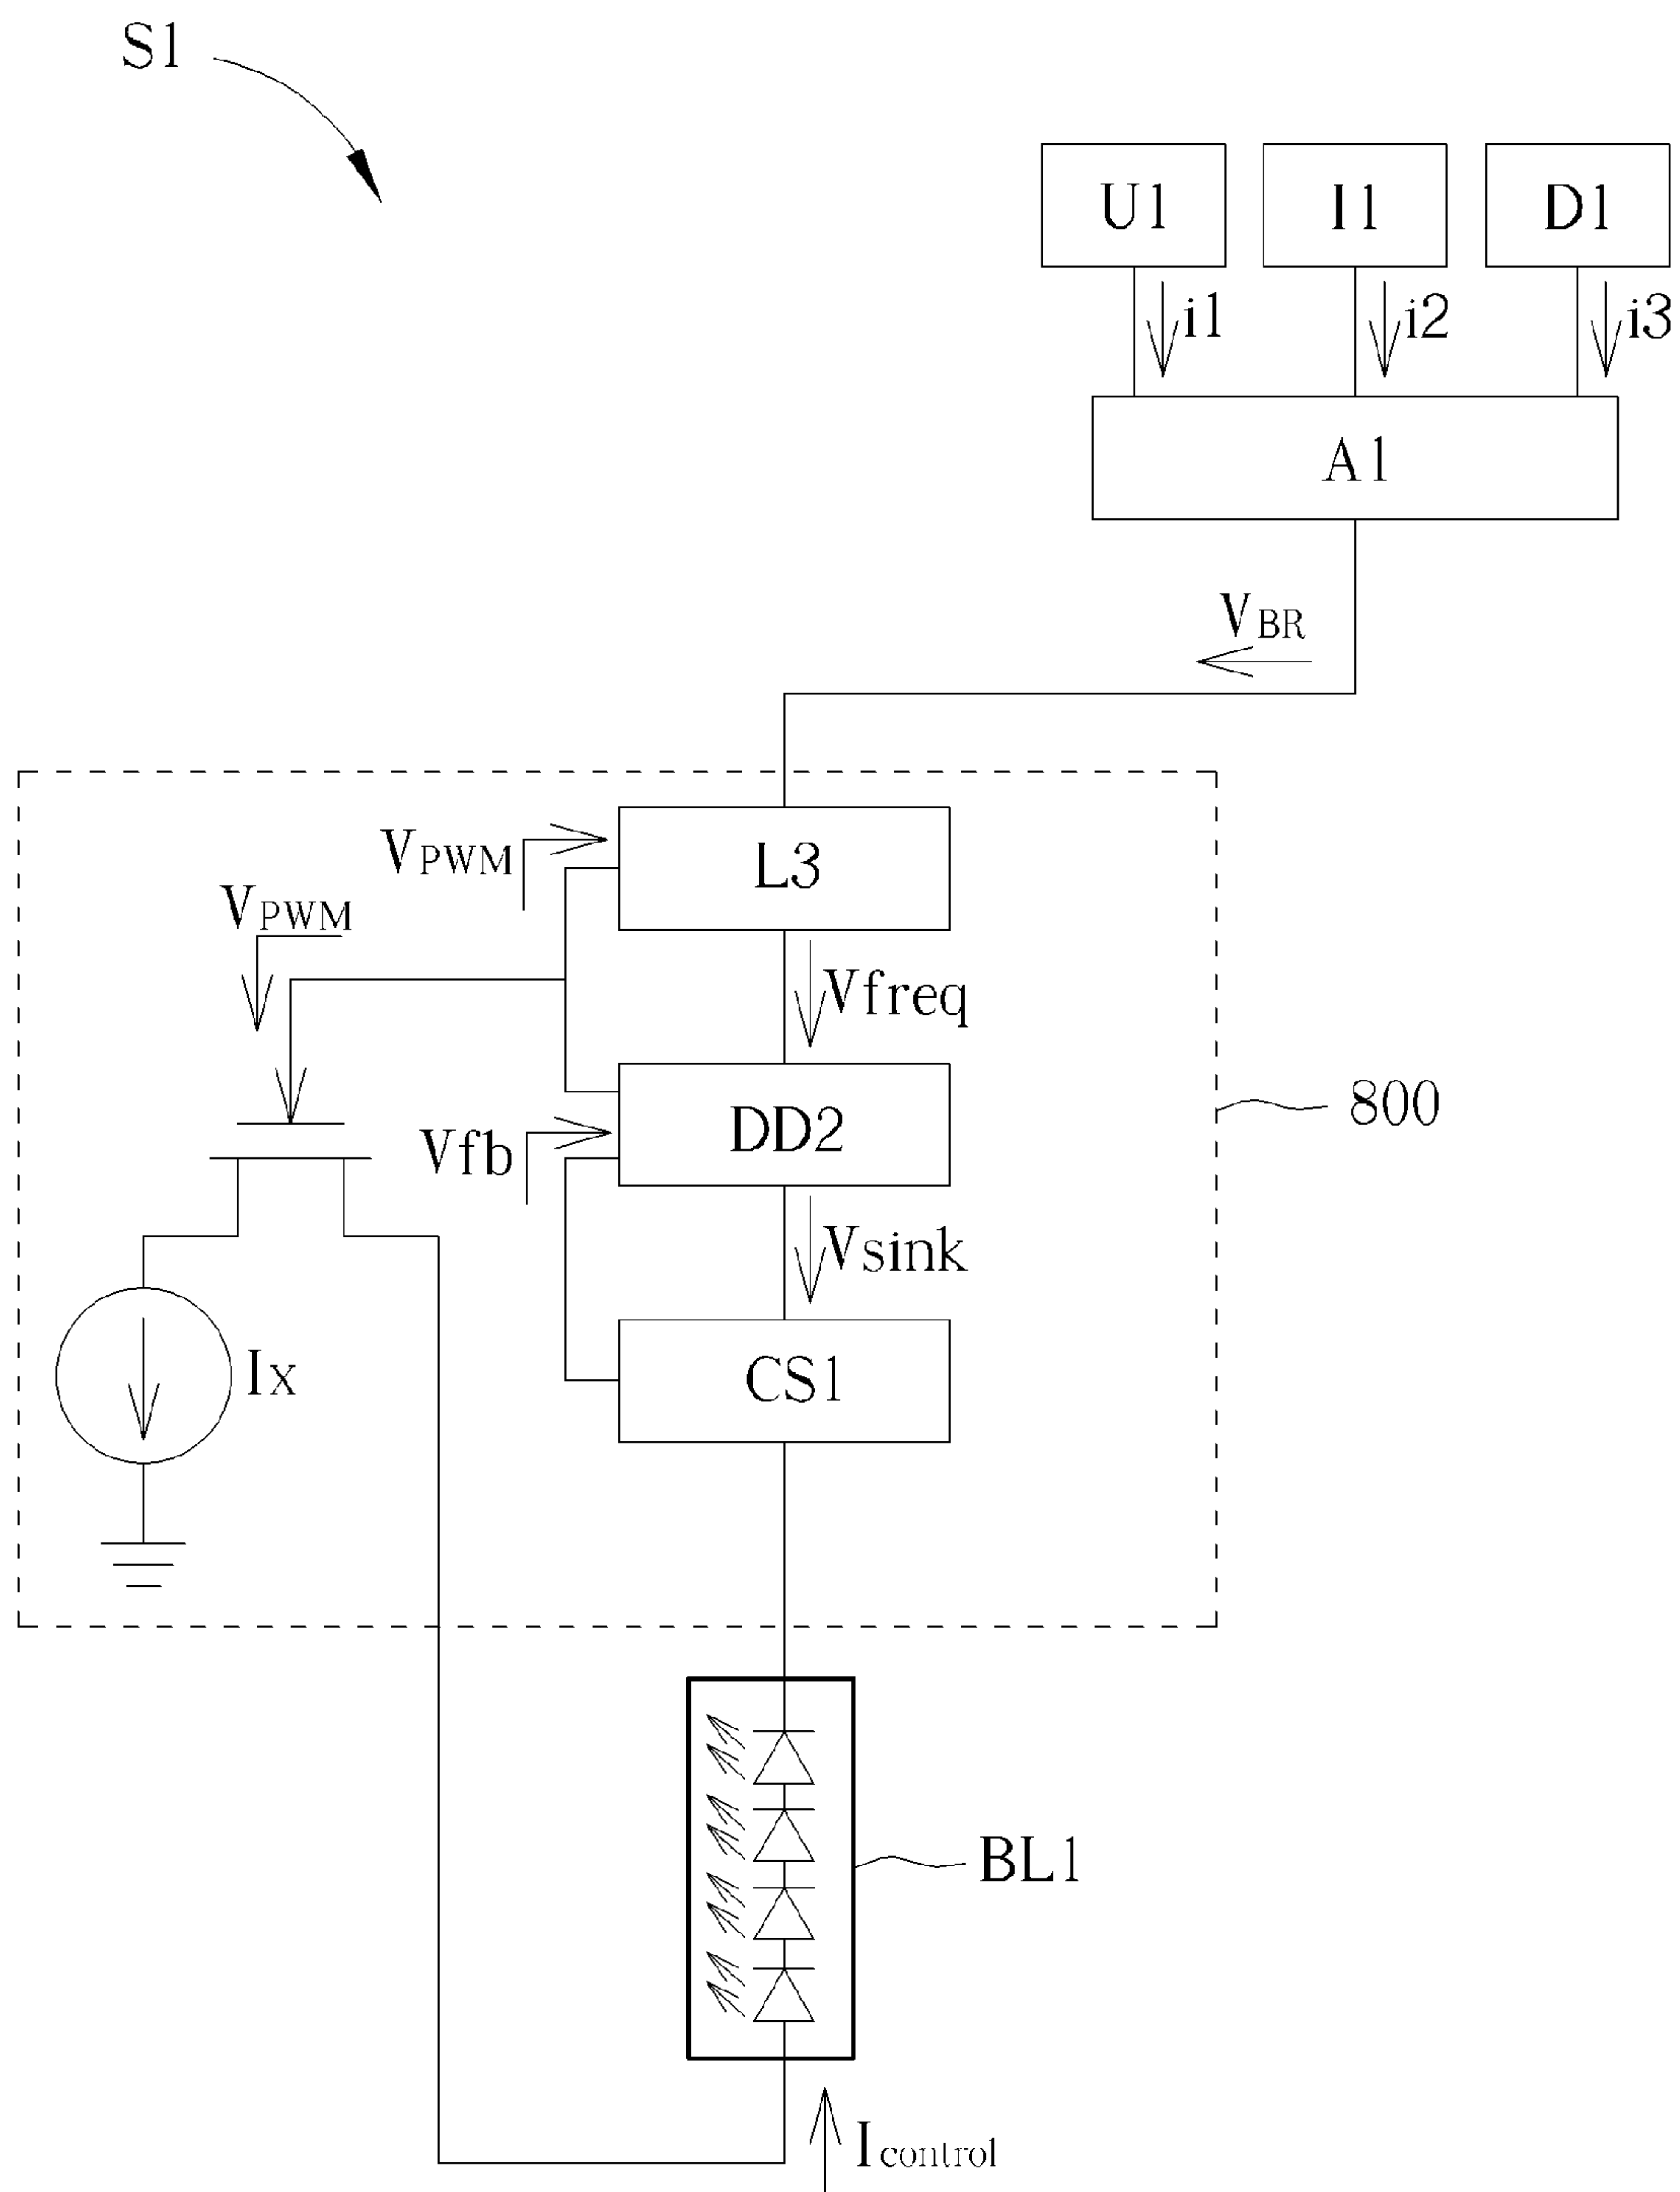 S1
U1 I1 D1
i1 i2 i3
A1
VBR
VPWM L3
VPWM
Vfreq
800
DD2
Vfb
Vsink
Ix CS1
BL1
Icontrol